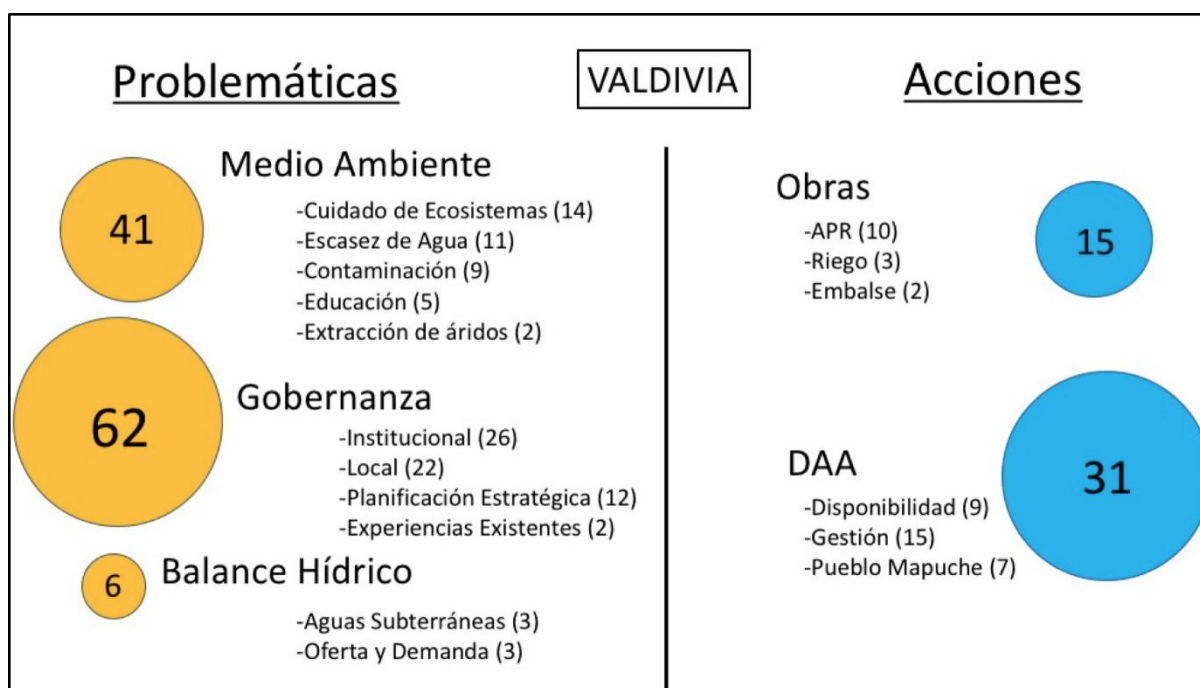 Problemáticas
VALDIVIA
Acciones
Medio Ambiente
41
-Cuidado de Ecosistemas (14)
-Escasez de Agua (11)
-Contaminación (9)
-Educación (5)
-Extracción de áridos (2)
62
Gobernanza
-Institucional (26)
-Local (22)
-Planificación Estratégica (12)
-Experiencias Existentes (2)
6
Balance Hídrico
-Aguas Subterráneas (3)
-Oferta y Demanda (3)
Obras
15
-APR (10)
-Riego (3)
-Embalse (2)
DAA
31
-Disponibilidad (9)
-Gestión (15)
-Pueblo Mapuche (7)